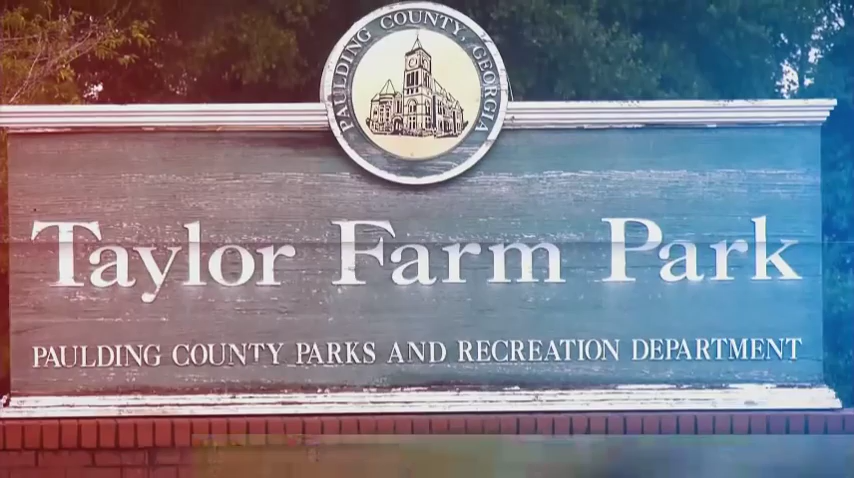 PAULDING COUNTY, GEORGIA
Taylor Farm Park
PAULDING COUNTY PARKS AND RECREATION DEPARTMENT